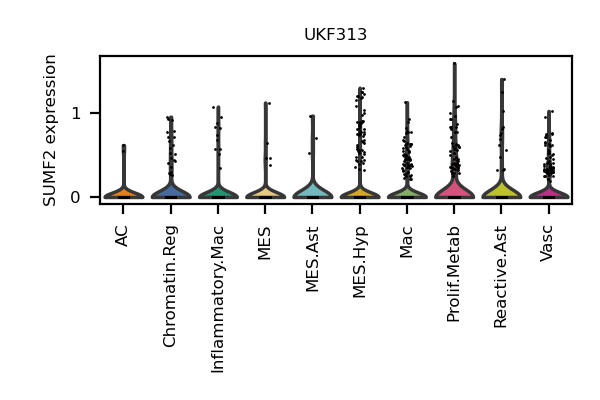 UKF313
SUMF2 expression
1
0
AC
Chromatin.Reg
Inflammatory.Mac
MES
MES.Ast
MES.Hyp
Mac
Prolif.Metab
Reactive.Ast
Vasc